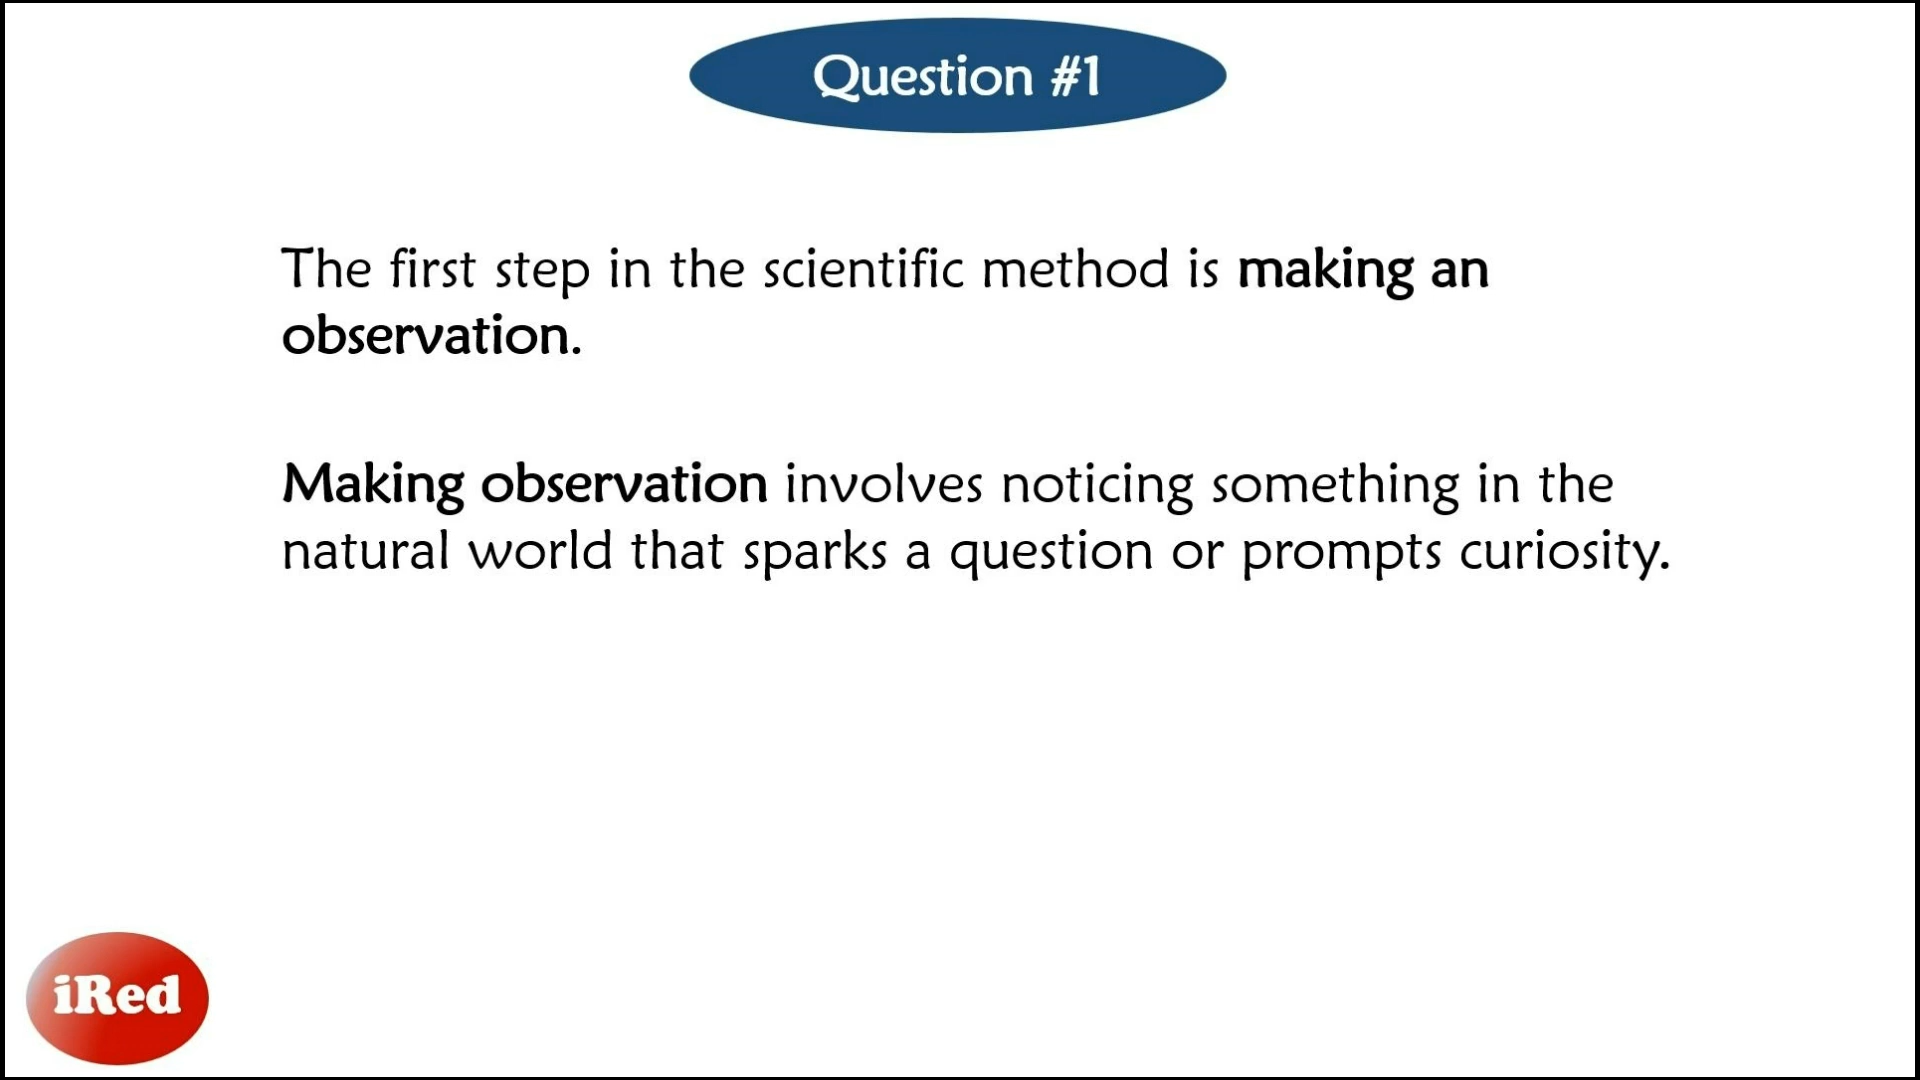 Question #1
The first step in the scientific method is making an
observation.
Making observation involves noticing something in the
natural world that sparks a question or prompts curiosity.
iRed